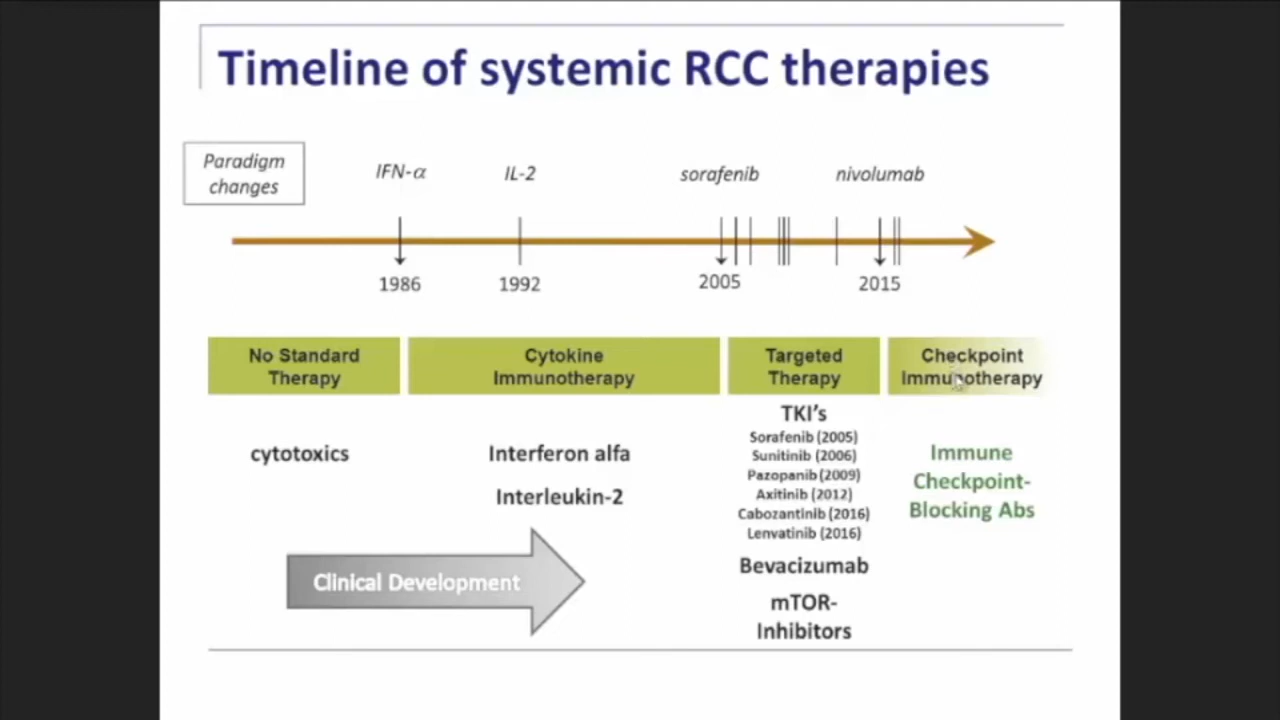 Timeline of systemic RCC therapies
Paradigm
changes
IFN-α
IL-2
sorafenib
nivolumab
1986
1992
2005
2015
No Standard
Therapy
Cytokine
Immunotherapy
Targeted
Therapy
Checkpoint
Immunotherapy
cytotoxics
Interferon alfa
Interleukin-2
TKI's
Sorafenib (2005)
Sunitinib (2006)
Pazopanib (2009)
Axitinib (2012)
Cabozantinib (2016)
Lenvatinib (2016)
Bevacizumab
mTOR-
Inhibitors
Immune
Checkpoint-
Blocking Abs
Clinical Development